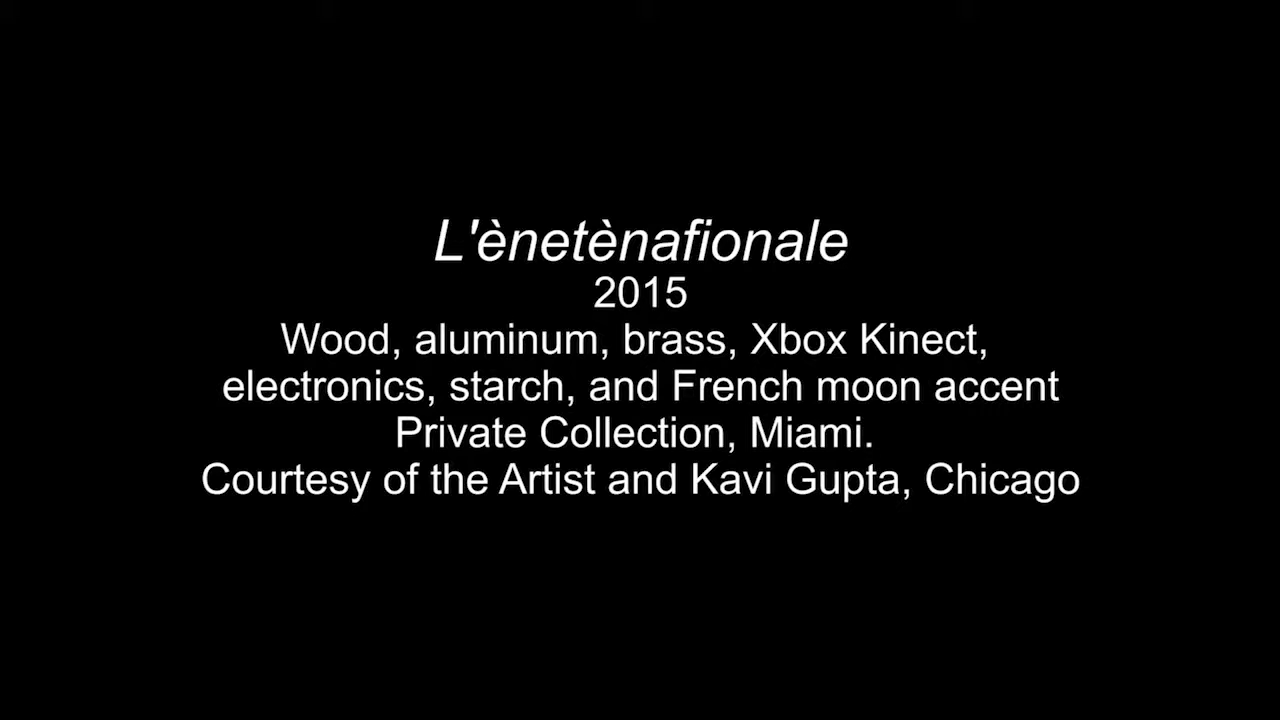 L'ènetènafionale
2015
Wood, aluminum, brass, Xbox Kinect,
electronics, starch, and French moon accent
Private Collection, Miami.
Courtesy of the Artist and Kavi Gupta, Chicago